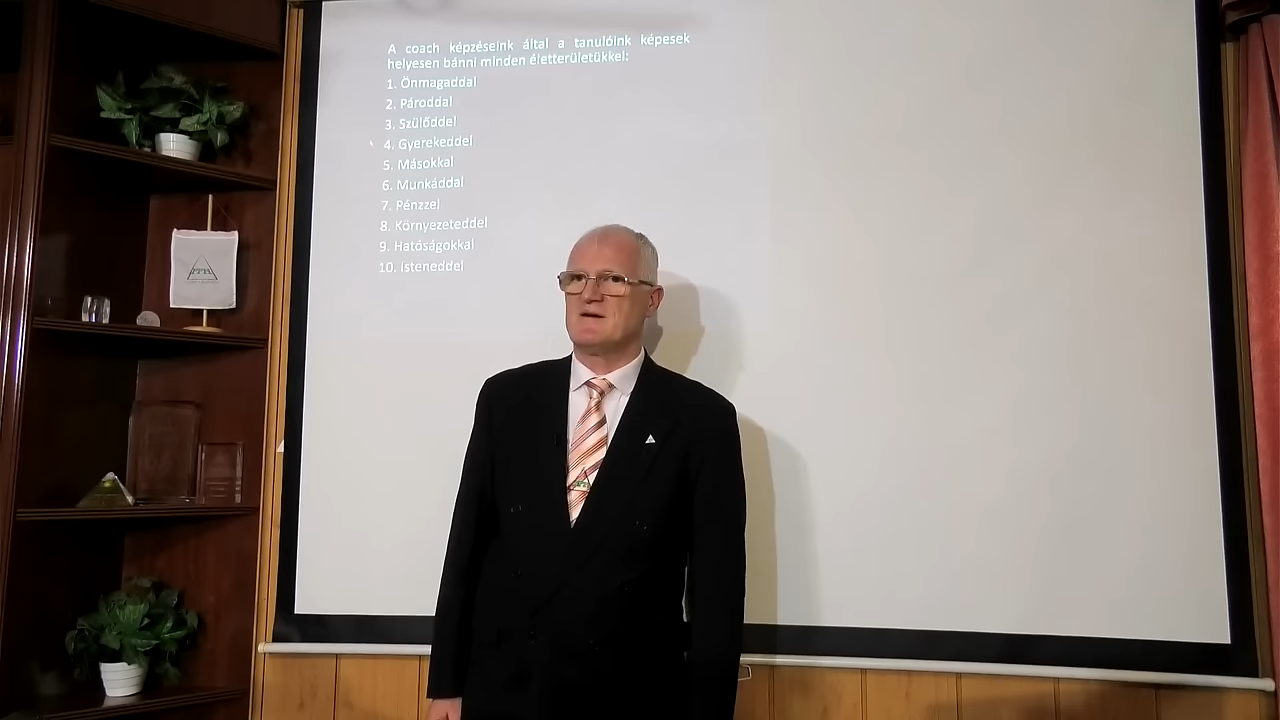 A coach képzéseink által a tanulóink képesek
helyesen bánni minden életterületükkel:
1. Önmagaddal
2. Pároddal
3. Szülőddel
4. Gyerekeddel
5. Másokkal
6. Munkáddal
7. Pénzzel
8. Környezeteddel
9. Hatóságokkal
10. Isteneddel